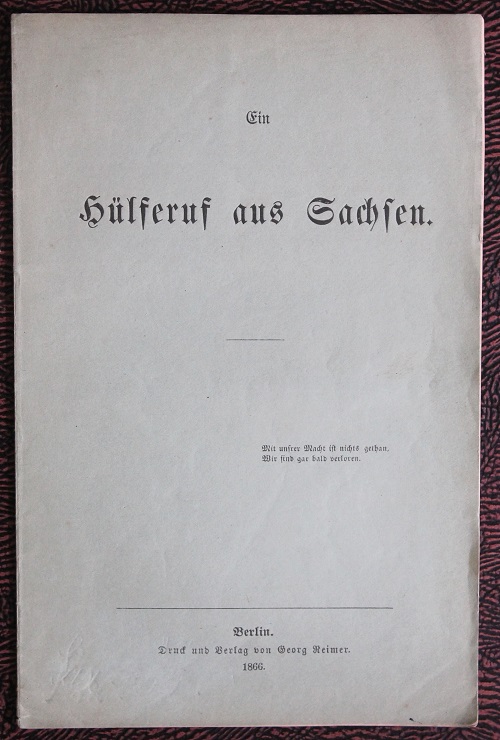 Ein
Hülferuf aus Sachsen.
Mit unsrer Macht ist nichts gethan,
Wir sind gar bald verloren.
Berlin.
Druck und Verlag von Georg Reimer.
1866.